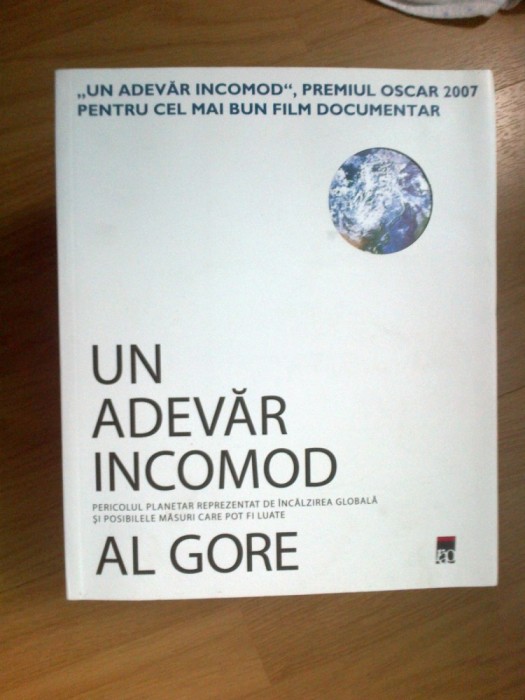 „UN ADEVĂR INCOMOD“, PREMIUL OSCAR 2007
PENTRU CEL MAI BUN FILM DOCUMENTAR
UN
ADEVĂR
INCOMOD
PERICOLUL PLANETAR REPREZENTAT DE ÎNCĂLZIREA GLOBALĂ
ȘI POSIBILELE MĂSURI CARE POT FI LUATE
AL GORE
rao